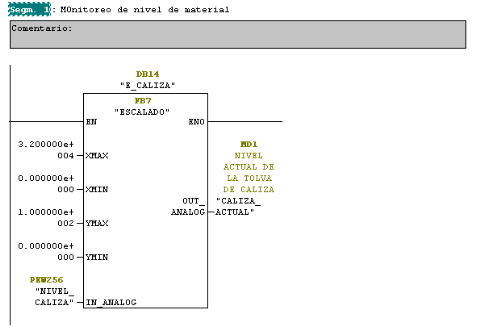 Segm. 1: M0nitoreo de nivel de material
Comentario:
DB14
"E_CALIZA"
FB7
"ESCALADO"
EN ENO
3.200000e+
004 XMAX
0.000000e+
000 XMIN
1.000000e+
002 YMAX
0.000000e+
000 YMIN
PEW256
"NIVEL_
CALIZA" IN_ANALOG
OUT_
ANALOG
MD1
NIVEL
ACTUAL DE
LA TOLVA
DE CALIZA
"CALIZA_
ACTUAL"